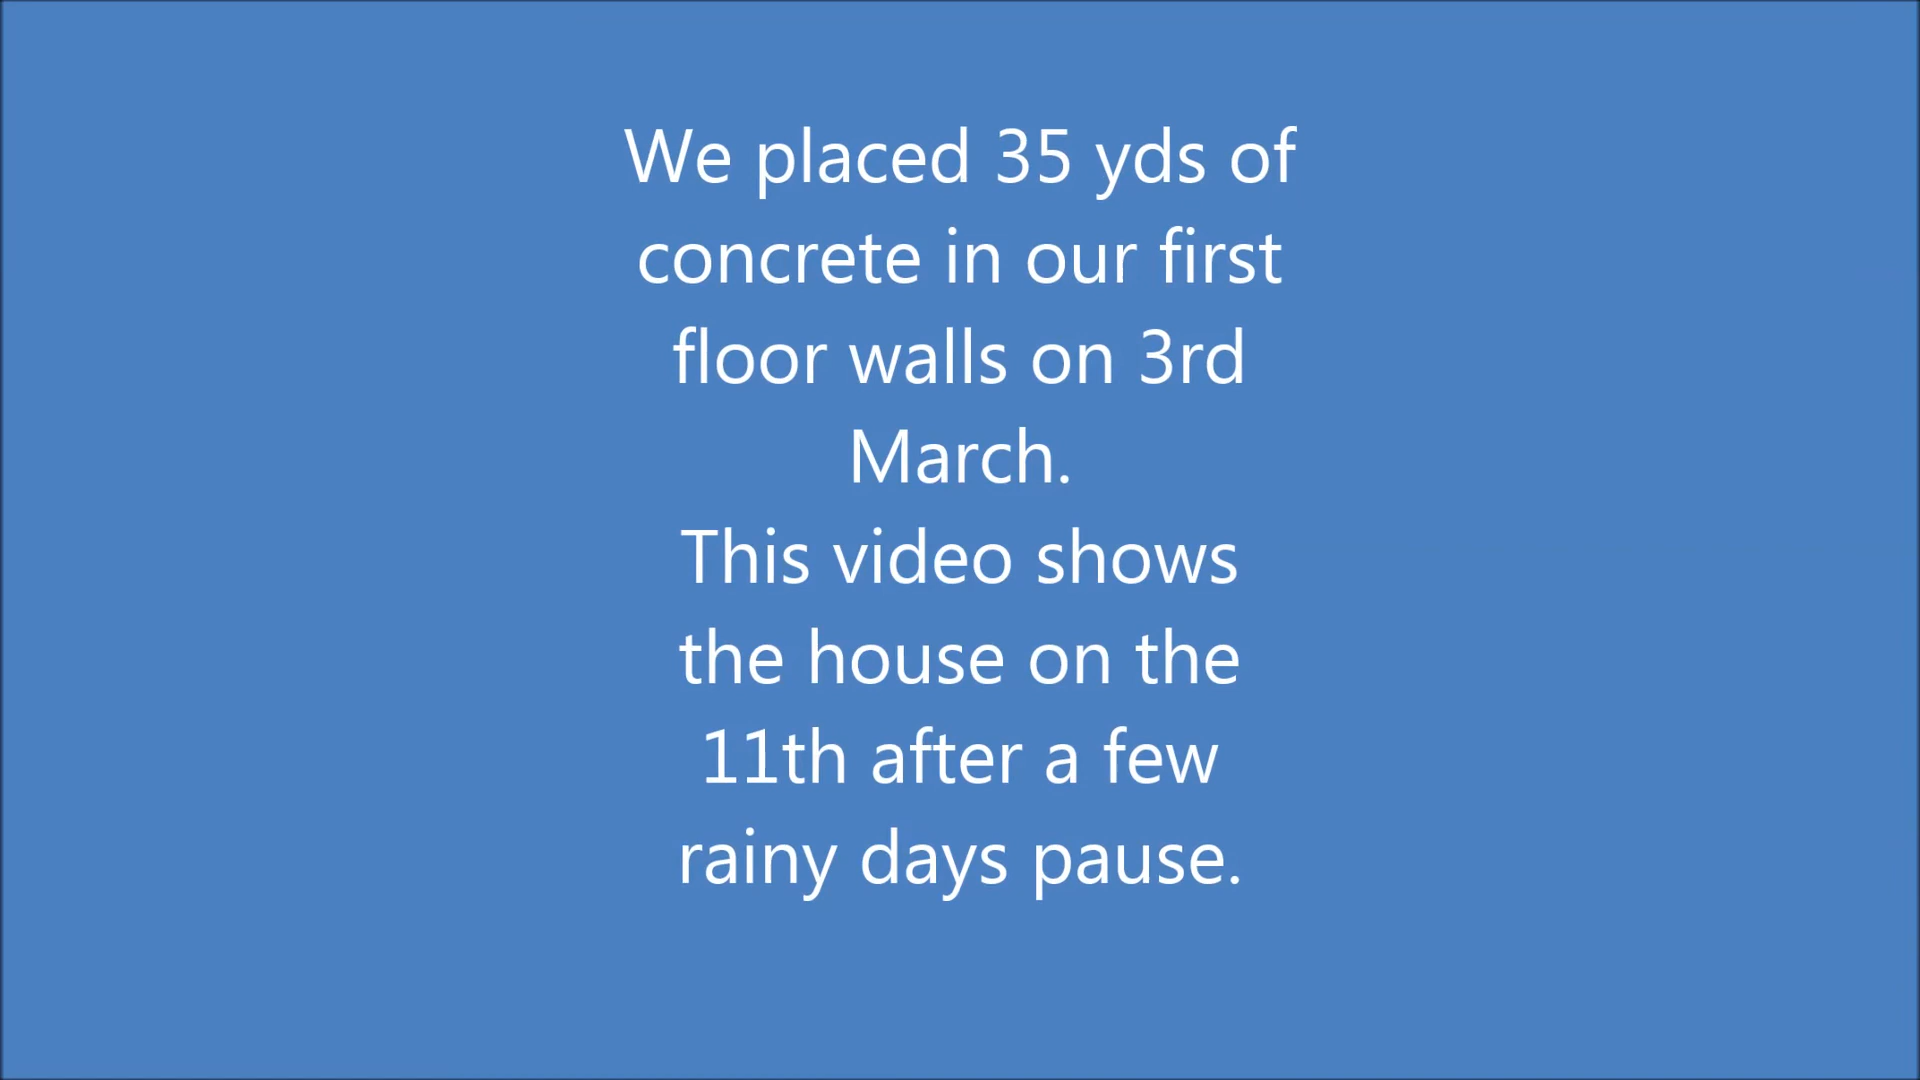 We placed 35 yds of
concrete in our first
floor walls on 3rd
March.
This video shows
the house on the
11th after a few
rainy days pause.